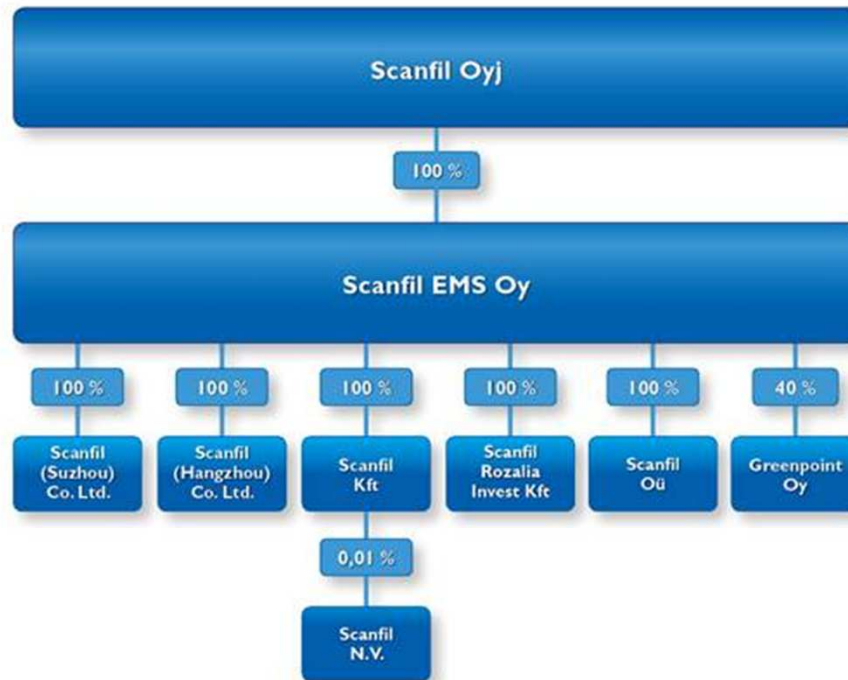 Scanfil Oyj
100 %
Scanfil EMS Oy
100 %
100 %
100 %
100 %
100 %
40 %
Scanfil
(Suzhou)
Co. Ltd.
Scanfil
(Hangzhou)
Co. Ltd.
Scanfil
Kft
Scanfil
Rozalia
Invest Kft
Scanfil
Oü
Greenpoint
Oy
0,01 %
Scanfil
N.V.